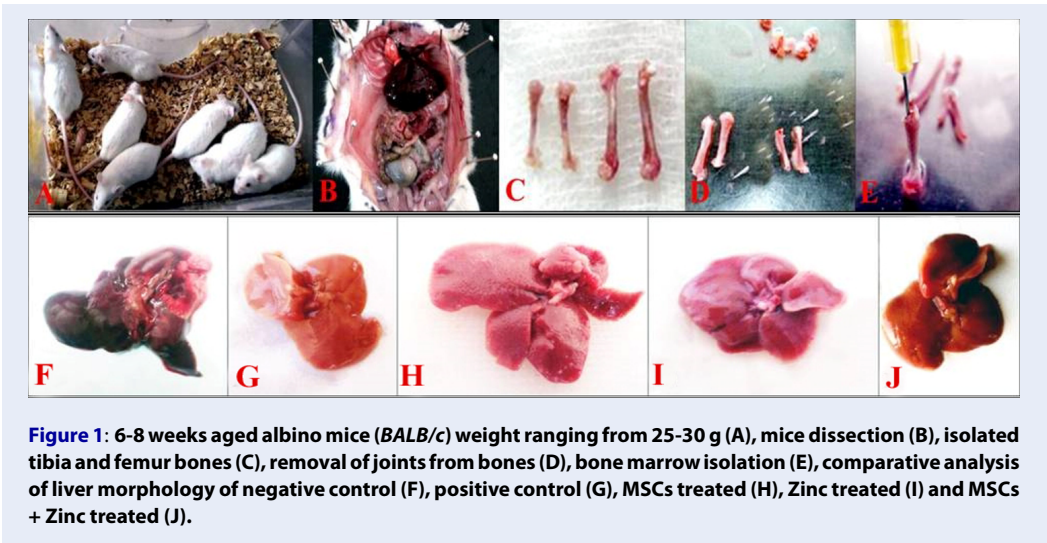 A
B
C
D
E
F
G
H
I
J
Figure 1: 6-8 weeks aged albino mice (BALB/c) weight ranging from 25-30 g (A), mice dissection (B), isolated
tibia and femur bones (C), removal of joints from bones (D), bone marrow isolation (E), comparative analysis
of liver morphology of negative control (F), positive control (G), MSCs treated (H), Zinc treated (I) and MSCs
+ Zinc treated (J).